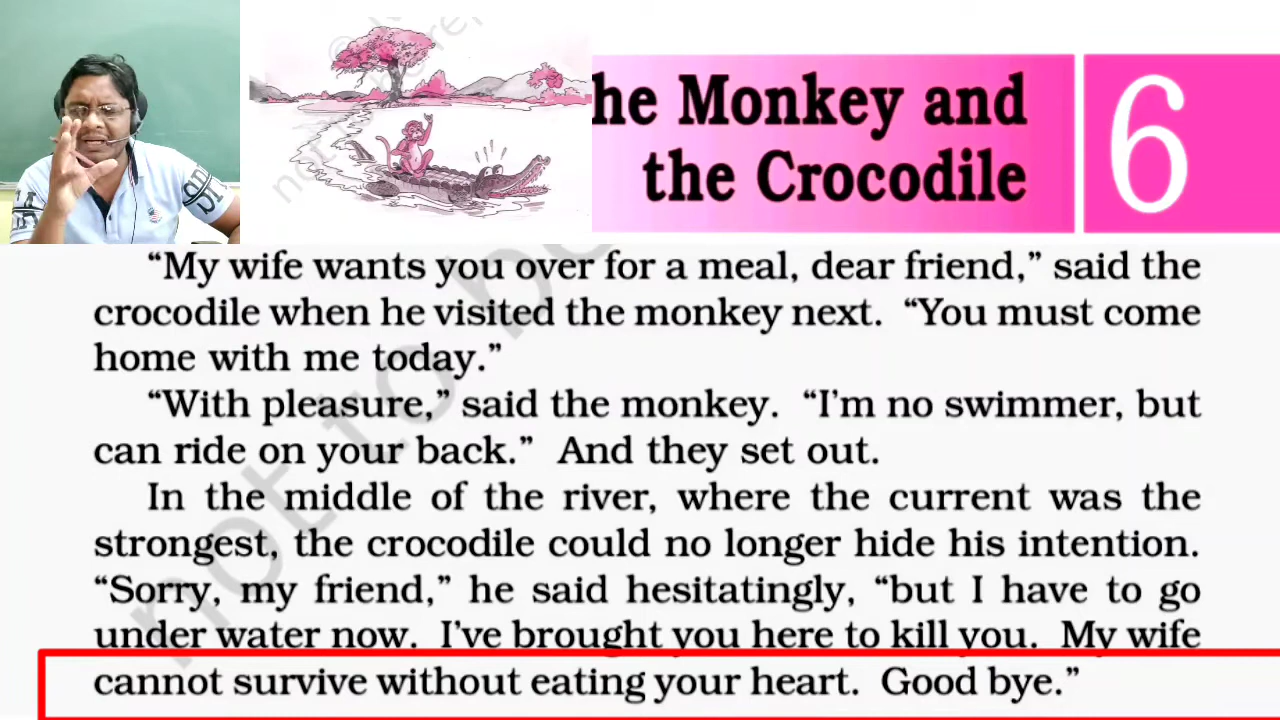 he Monkey and
the Crocodile
6
“My wife wants you over for a meal, dear friend,” said the
crocodile when he visited the monkey next. “You must come
home with me today.”
“With pleasure,” said the monkey. “I’m no swimmer, but
can ride on your back.” And they set out.
In the middle of the river, where the current was the
strongest, the crocodile could no longer hide his intention.
“Sorry, my friend,” he said hesitatingly, “but I have to go
under water now. I’ve brought you here to kill you. My wife
cannot survive without eating your heart. Good bye.”
not to be